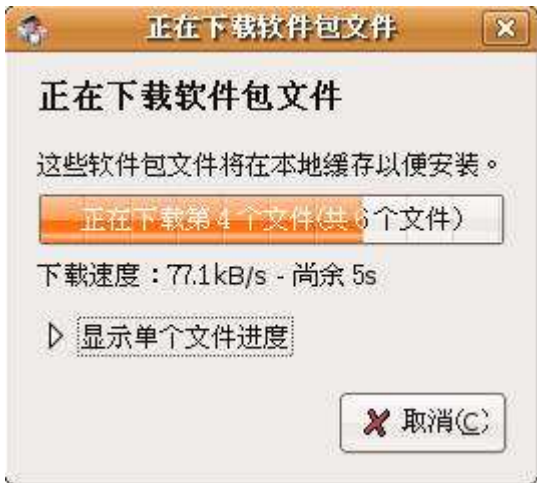 正在下载软件包文件
正在下载软件包文件
这些软件包文件将在本地缓存以便安装。
正在下载第 4 个文件(共 6 个文件)
下载速度：77.1kB/s - 尚余 5s
显示单个文件进度
取消(C)